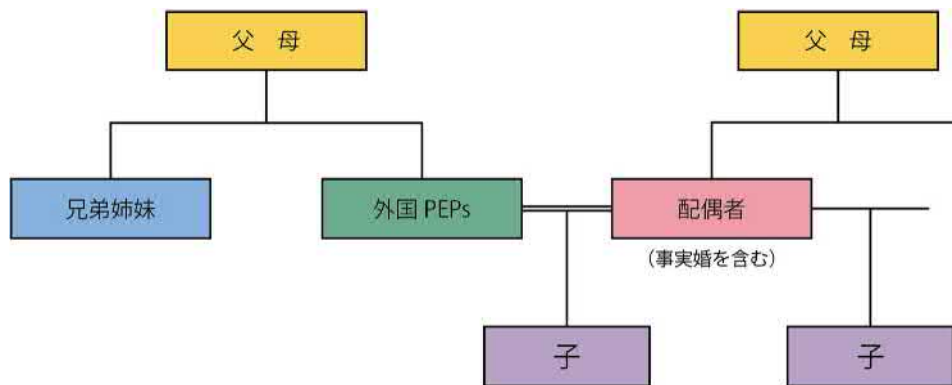 父　母
父　母
兄弟姉妹
外国 PEPs
配偶者
（事実婚を含む）
子
子